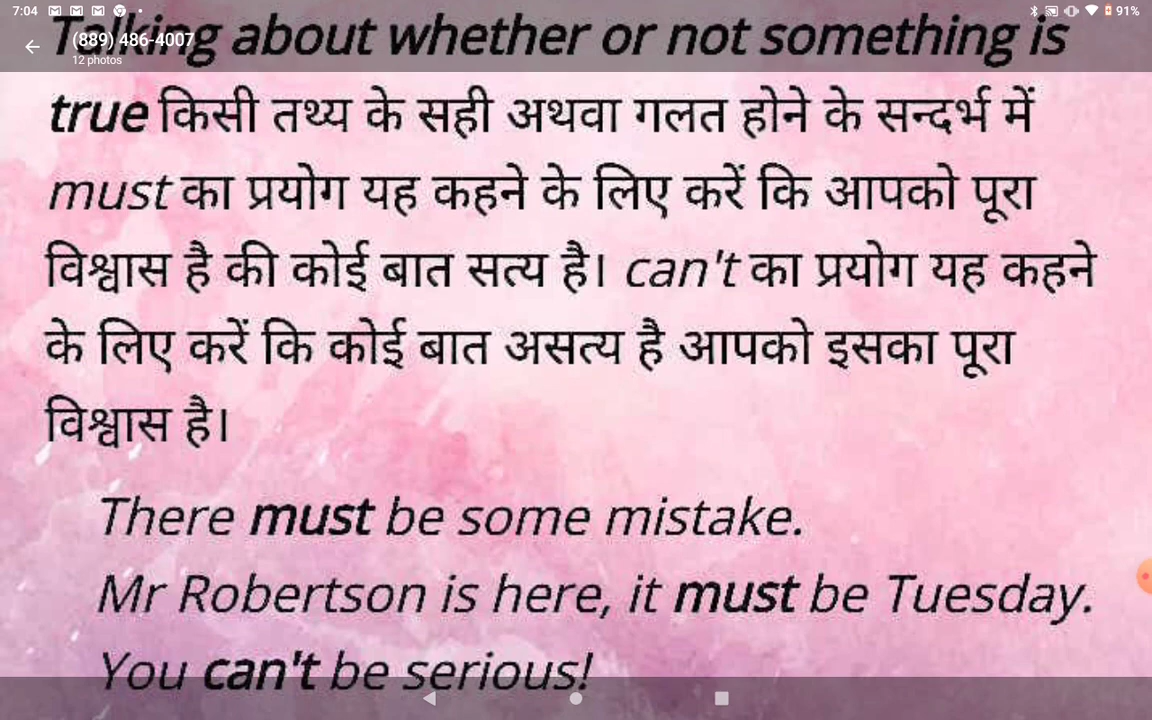 7:04
91%
(889) 486-4007
12 photos
Talking about whether or not something is
true किसी तथ्य के सही अथवा गलत होने के सन्दर्भ में
must का प्रयोग यह कहने के लिए करें कि आपको पूरा
विश्वास है की कोई बात सत्य है। can't का प्रयोग यह कहने
के लिए करें कि कोई बात असत्य है आपको इसका पूरा
विश्वास है।
There must be some mistake.
Mr Robertson is here, it must be Tuesday.
You can't be serious!